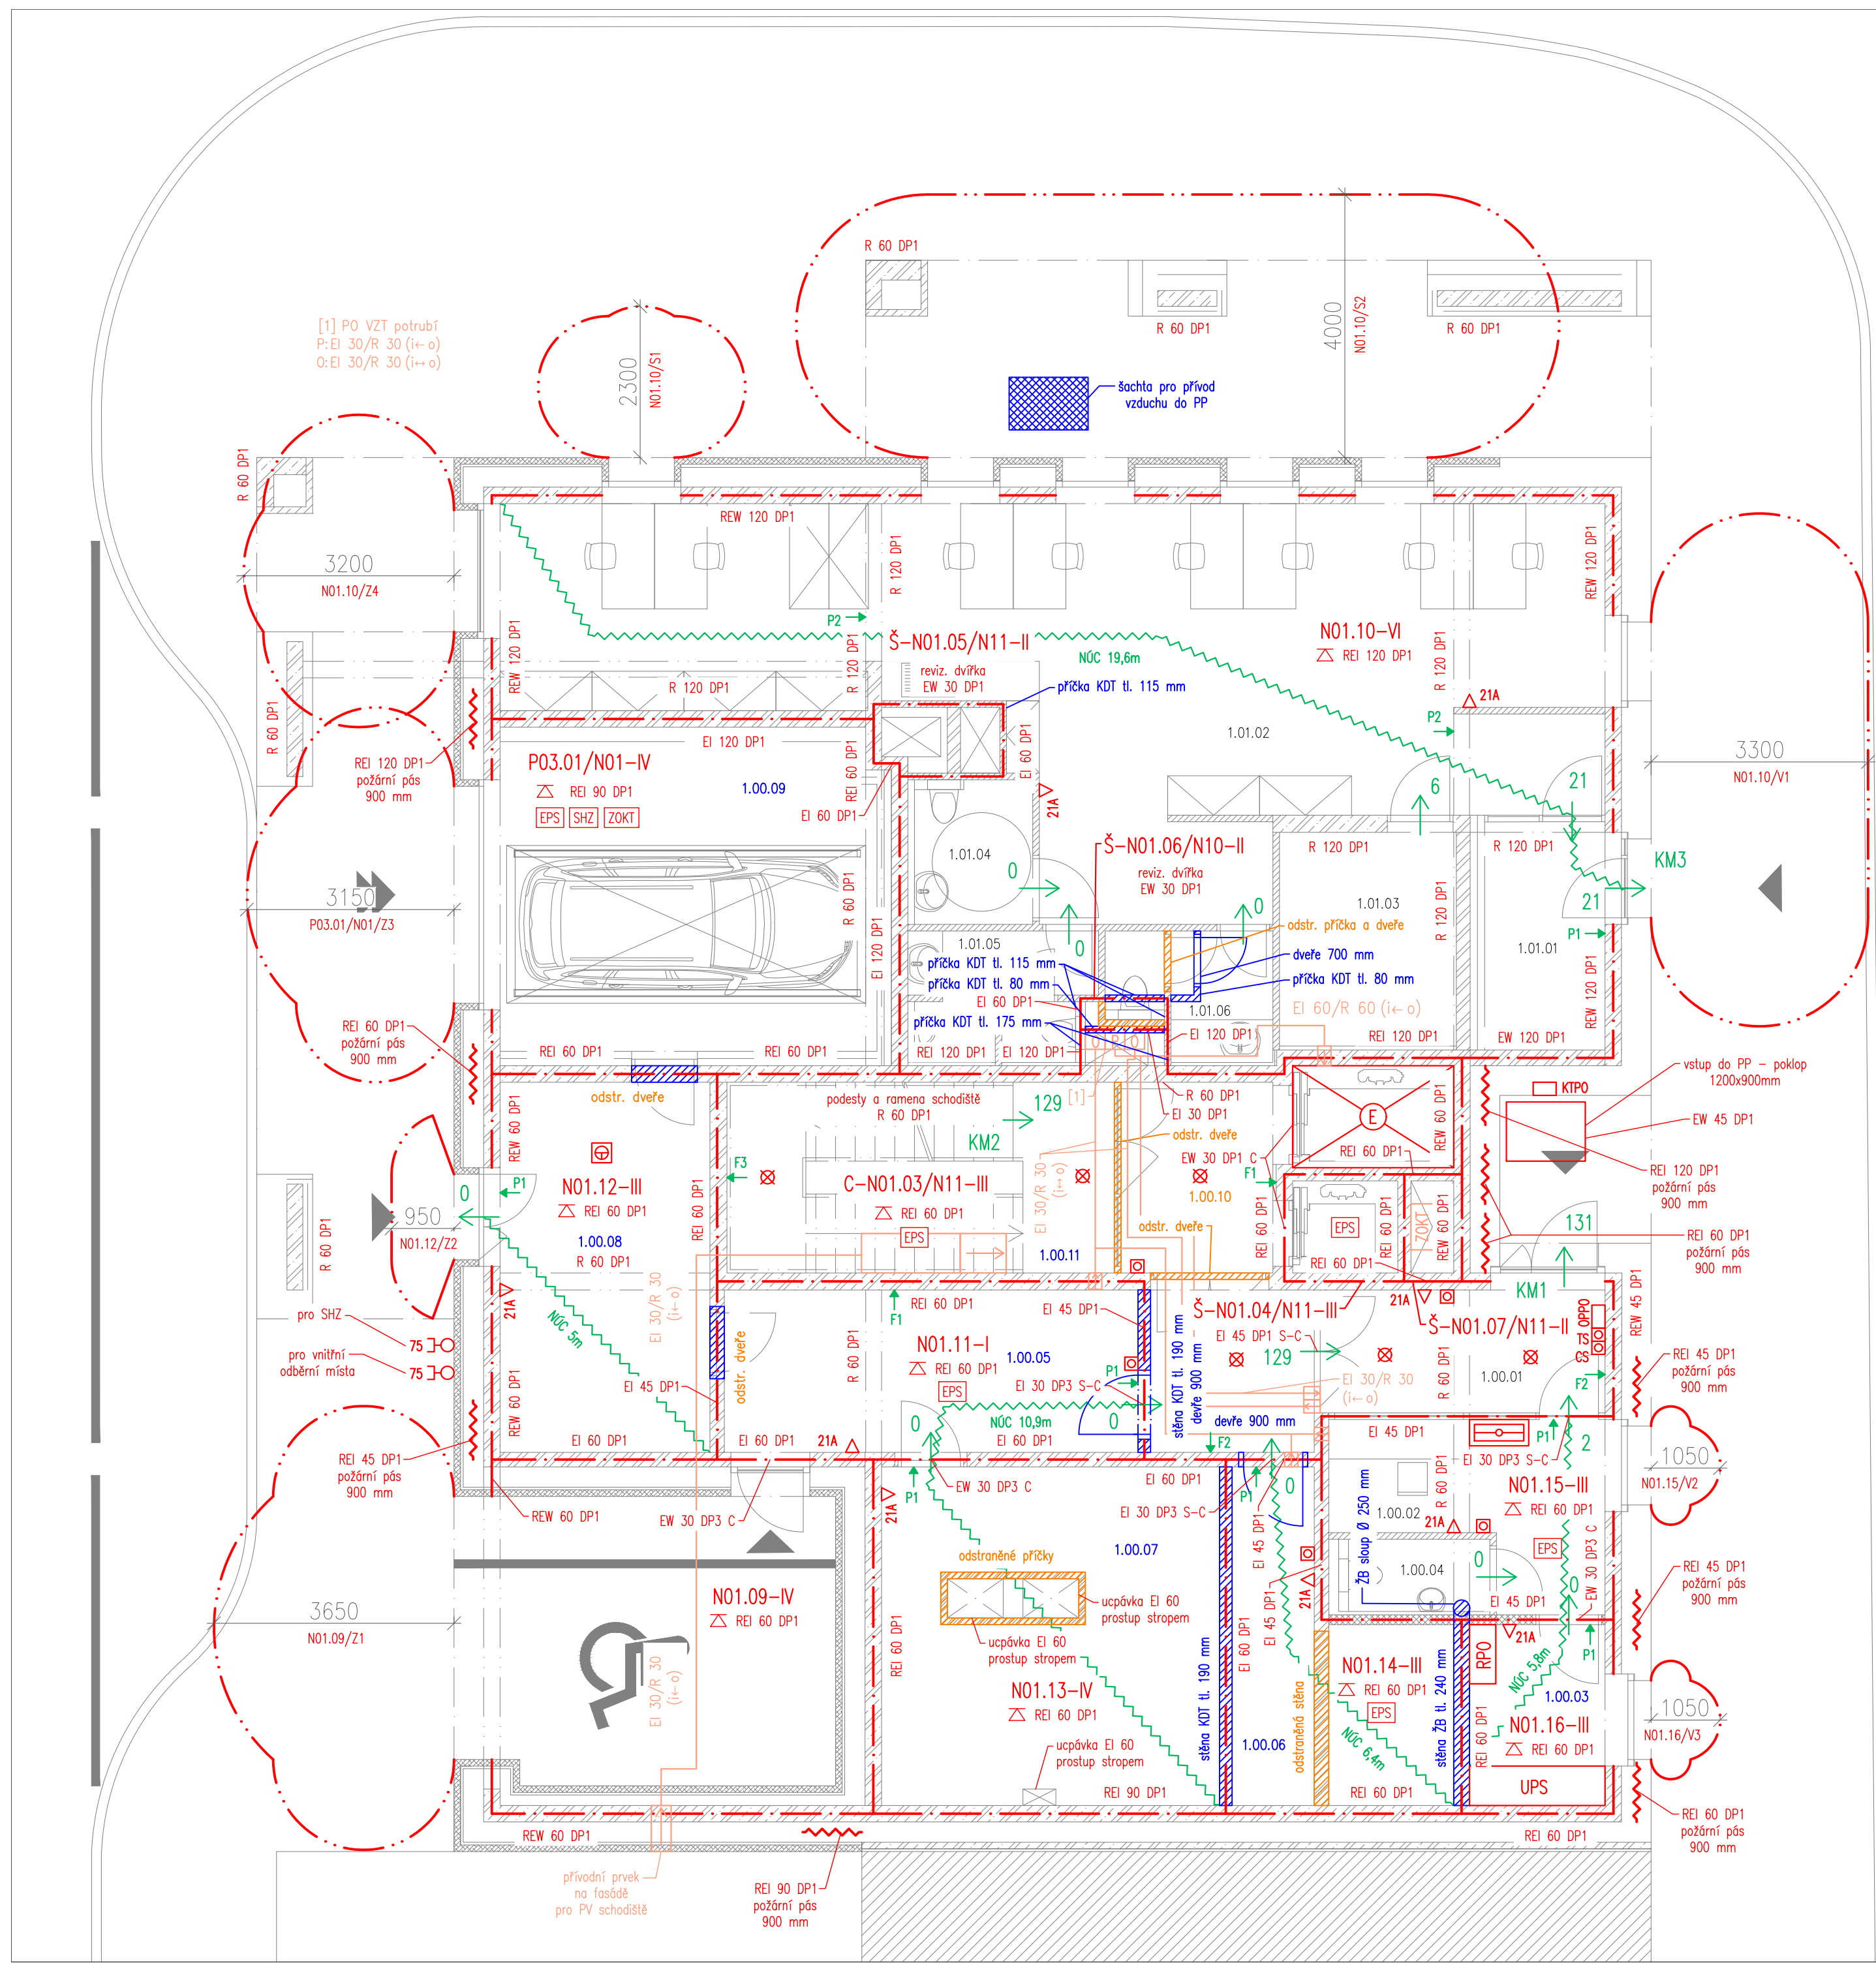 R 60 DP1
4000
N01.10/S2
R 60 DP1
R 60 DP1
[1] PO VZT potrubí
P:EI 30/R 30 (i←o)
O:EI 30/R 30 (i↔o)
2300
N01.10/S1
šachta pro přívod
vzduchu do PP
R 60 DP1
REW 120 DP1
R 120 DP1
REW 120 DP1
3200
N01.10/Z4
P2
Š-N01.05/N11-II
reviz. dvířka
EW 30 DP1
NÚC 19,6m
N01.10-VI
REI 120 DP1
R 120 DP1
REW 120 DP1
R 120 DP1
R 120 DP1
příčka KDT tl. 115 mm
21A
P2
R 60 DP1
REI 120 DP1
požární pás
900 mm
EI 120 DP1
P03.01/N01-IV
REI 90 DP1
1.00.09
EPS
SHZ
ZOKT
REI 60 DP1
EI 60 DP1
EI 60 DP1
1.01.02
21A
6
21
3300
N01.10/V1
1.01.04
0
Š-N01.06/N10-II
reviz. dvířka
EW 30 DP1
R 120 DP1
R 120 DP1
KM3
3150
P03.01/N01/Z3
R 60 DP1
EI 120 DP1
1.01.03
R 120 DP1
21
P1
1.01.01
REW 120 DP1
0
0
1.01.05
odstr. příčka a dveře
příčka KDT tl. 115 mm
dveře 700 mm
příčka KDT tl. 80 mm
příčka KDT tl. 80 mm
EI 60 DP1
1.01.06
EI 60/R 60 (i←o)
příčka KDT tl. 175 mm
EI 120 DP1
REI 120 DP1
EW 120 DP1
REI 60 DP1
požární pás
900 mm
REI 60 DP1
REI 60 DP1
REI 120 DP1
EI 120 DP1
P
O
odstr. dveře
podesty a ramena schodiště
R 60 DP1
129
[1]
R 60 DP1
EI 30 DP1
KM2
odstr. dveře
E
REW 60 DP1
KTPO
vstup do PP - poklop
1200x900mm
EW 45 DP1
REW 60 DP1
EW 30 DP1 C
REI 60 DP1
REI 120 DP1
požární pás
900 mm
F3
F1
P1
0
N01.12-III
REI 60 DP1
REI 60 DP1
C-N01.03/N11-III
REI 60 DP1
EPS
EI 30/R 30
(i↔o)
1.00.10
odstr. dveře
EPS
ZOKT
131
950
N01.12/Z2
R 60 DP1
1.00.08
R 60 DP1
1.00.11
REI 60 DP1
REI 60 DP1
REW 60 DP1
REI 60 DP1
REI 60 DP1
požární pás
900 mm
KM1
EI 30/R 30
(i↔o)
21A
NÚC 5m
pro SHZ
75
pro vnitřní
odběrní místa
75
F1
REI 60 DP1
EI 45 DP1
Š-N01.04/N11-III
21A
Š-N01.07/N11-II
OPPO
TS
CS
REW 45 DP1
N01.11-I
REI 60 DP1
EPS
1.00.05
R 60 DP1
P1
EI 45 DP1 S-C
129
R 60 DP1
1.00.01
F2
REI 45 DP1
požární pás
900 mm
REW 60 DP1
EI 45 DP1
odstr. dveře
EI 30 DP3 S-C
stěna KDT tl. 190 mm
devře 900 mm
EI 30/R 30
(i←o)
0
NÚC 10,9m
0
devře 900 mm
EI 60 DP1
EI 60 DP1
21A
EI 60 DP1
F2
EI 45 DP1
P1
2
EI 30 DP3 S-C
REI 45 DP1
požární pás
900 mm
REW 60 DP1
EW 30 DP3 C
P1
21A
EW 30 DP3 C
EI 60 DP1
EI 30 DP3 S-C
P1
0
R 60 DP1
N01.15-III
REI 60 DP1
EPS
1050
N01.15/V2
1.00.02
21A
EI 45 DP1
ŽB sloup Ø 250 mm
1.00.07
odstraněné příčky
ucpávka EI 60
prostup stropem
ucpávka EI 60
prostup stropem
1.00.04
0
0
EW 30 DP3 C
EI 45 DP1
REI 45 DP1
požární pás
900 mm
N01.09-IV
REI 60 DP1
3650
N01.09/Z1
21A
EI 45 DP1
EI 60 DP1
stěna KDT tl. 190 mm
21A
P1
RPO
REI 60 DP1
EI 30/R 30
(i←o)
N01.13-IV
REI 60 DP1
N01.14-III
REI 60 DP1
EPS
NÚC 6,4m
stěna ŽB tl. 240 mm
REI 60 DP1
NÚC 5,8m
1.00.03
N01.16-III
REI 60 DP1
1050
N01.16/V3
1.00.06
odstraněná stěna
ucpávka EI 60
prostup stropem
REI 90 DP1
REI 60 DP1
UPS
REW 60 DP1
REI 60 DP1
REI 60 DP1
požární pás
900 mm
přívodní prvek
na fasádě
pro PV schodiště
REI 90 DP1
požární pás
900 mm